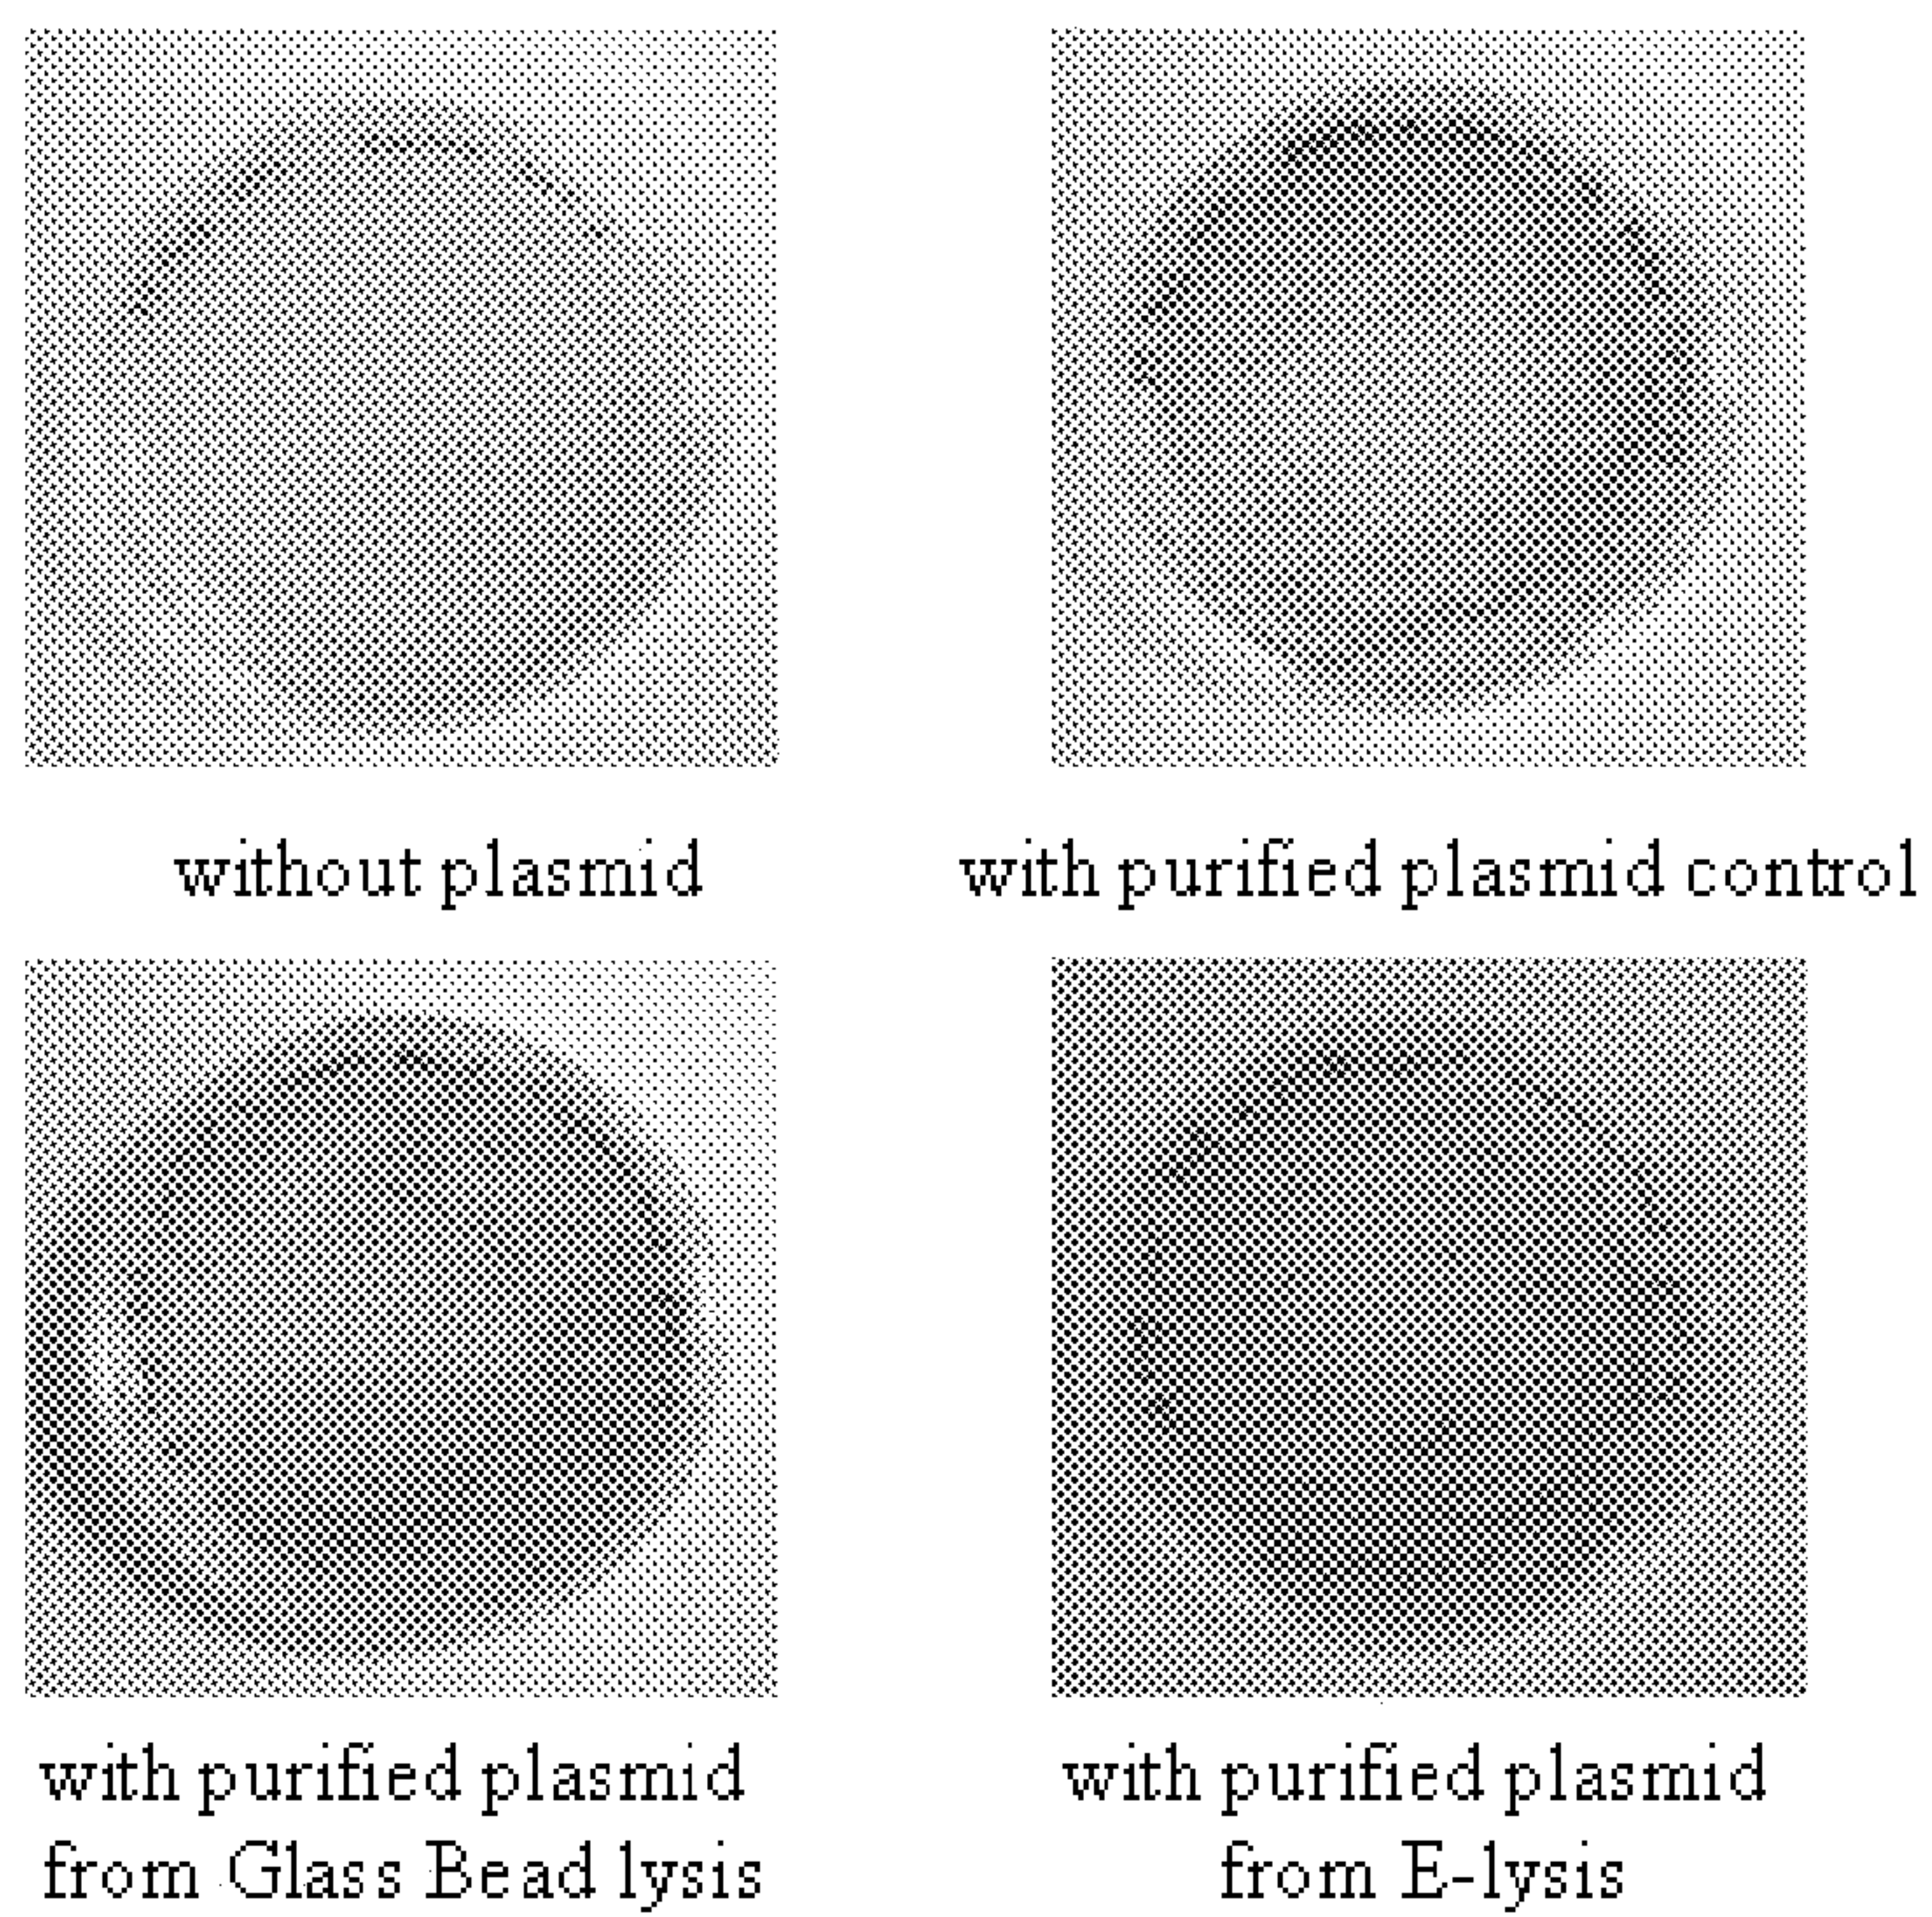 without plasmid
with purified plasmid control
with purified plasmid
from Glass Bead lysis
with purified plasmid
from E-lysis